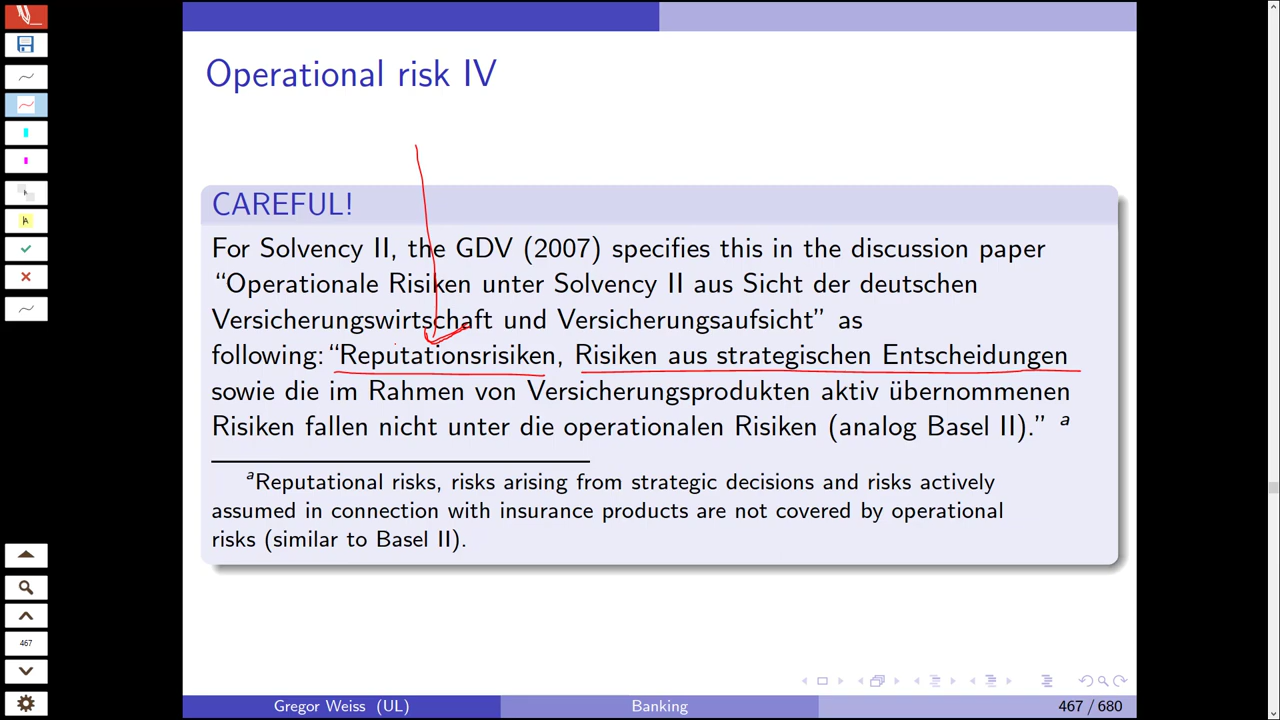 Operational risk IV
CAREFUL!
For Solvency II, the GDV (2007) specifies this in the discussion paper
“Operationale Risiken unter Solvency II aus Sicht der deutschen
Versicherungswirtschaft und Versicherungsaufsicht” as
following: “Reputationsrisiken, Risiken aus strategischen Entscheidungen
sowie die im Rahmen von Versicherungsprodukten aktiv übernommenen
Risiken fallen nicht unter die operationalen Risiken (analog Basel II).” a
aReputational risks, risks arising from strategic decisions and risks actively
assumed in connection with insurance products are not covered by operational
risks (similar to Basel II).
467
Gregor Weiss (UL) Banking 467 / 680